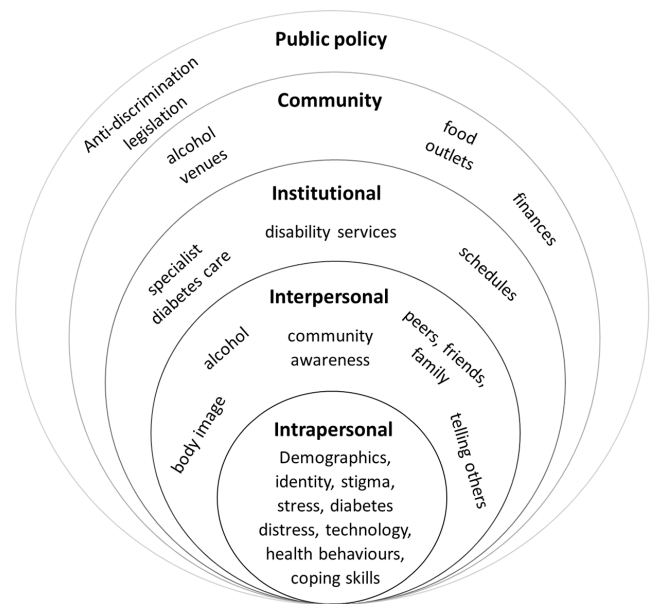 Public policy
Anti-discrimination
legislation
Community
alcohol
venues
food
outlets
finances
Institutional
disability services
specialist
diabetes care
schedules
Interpersonal
alcohol
community
awareness
peers, friends,
family
body image
telling others
Intrapersonal
Demographics,
identity, stigma,
stress, diabetes
distress, technology,
health behaviours,
coping skills